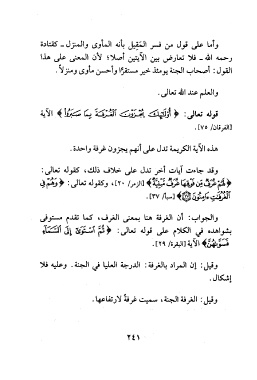 وأما على قول من فسر المَقِيل بأنه المأوى والمنزل ـ كقتادة
رحمه الله ـ فلا تعارض بين الآيتين أصلا؛ لأن المعنى على هذا
القول: أصحاب الجنة يومئذ خير مستقرًا وأحسن مأوى ومنزلاً.
والعلم عند الله تعالى.
قوله تعالى: ﴿أُوْلَٰٓئِكَ يُجْزَوْنَ ٱلْغُرْفَةَ بِمَا صَبَرُواْ﴾ الآية
[الفرقان/ ٧٥].
هذه الآية الكريمة تدل على أنهم يجزون غرفة واحدة.
وقد جاءت آيات أخر تدل على خلاف ذلك، كقوله تعالى:
﴿لَهُمْ غُرَفٌ مِّن فَوْقِهَا غُرَفٌ مَّبْنِيَّةٌ﴾ [الزمر/ ٢٠]، وكقوله تعالى: ﴿وَهُمْ فِي
ٱلْغُرُفَٰتِ ءَامِنُونَ ۝٣٧﴾ [سبأ/ ٣٧].
والجواب: أن الغرفة هنا بمعنى الغرف، كما تقدم مستوفى
بشواهده في الكلام على قوله تعالى: ﴿ثُمَّ ٱسْتَوَىٰٓ إِلَى ٱلسَّمَآءِ
فَسَوَّىٰهُنَّ﴾ الآية [البقرة/ ٢٩].
وقيل: إن المراد بالغرفة: الدرجة العليا في الجنة. وعليه فلا
إشكال.
وقيل: الغرفة الجنة، سميت غرفةً لارتفاعها.
٢٤١